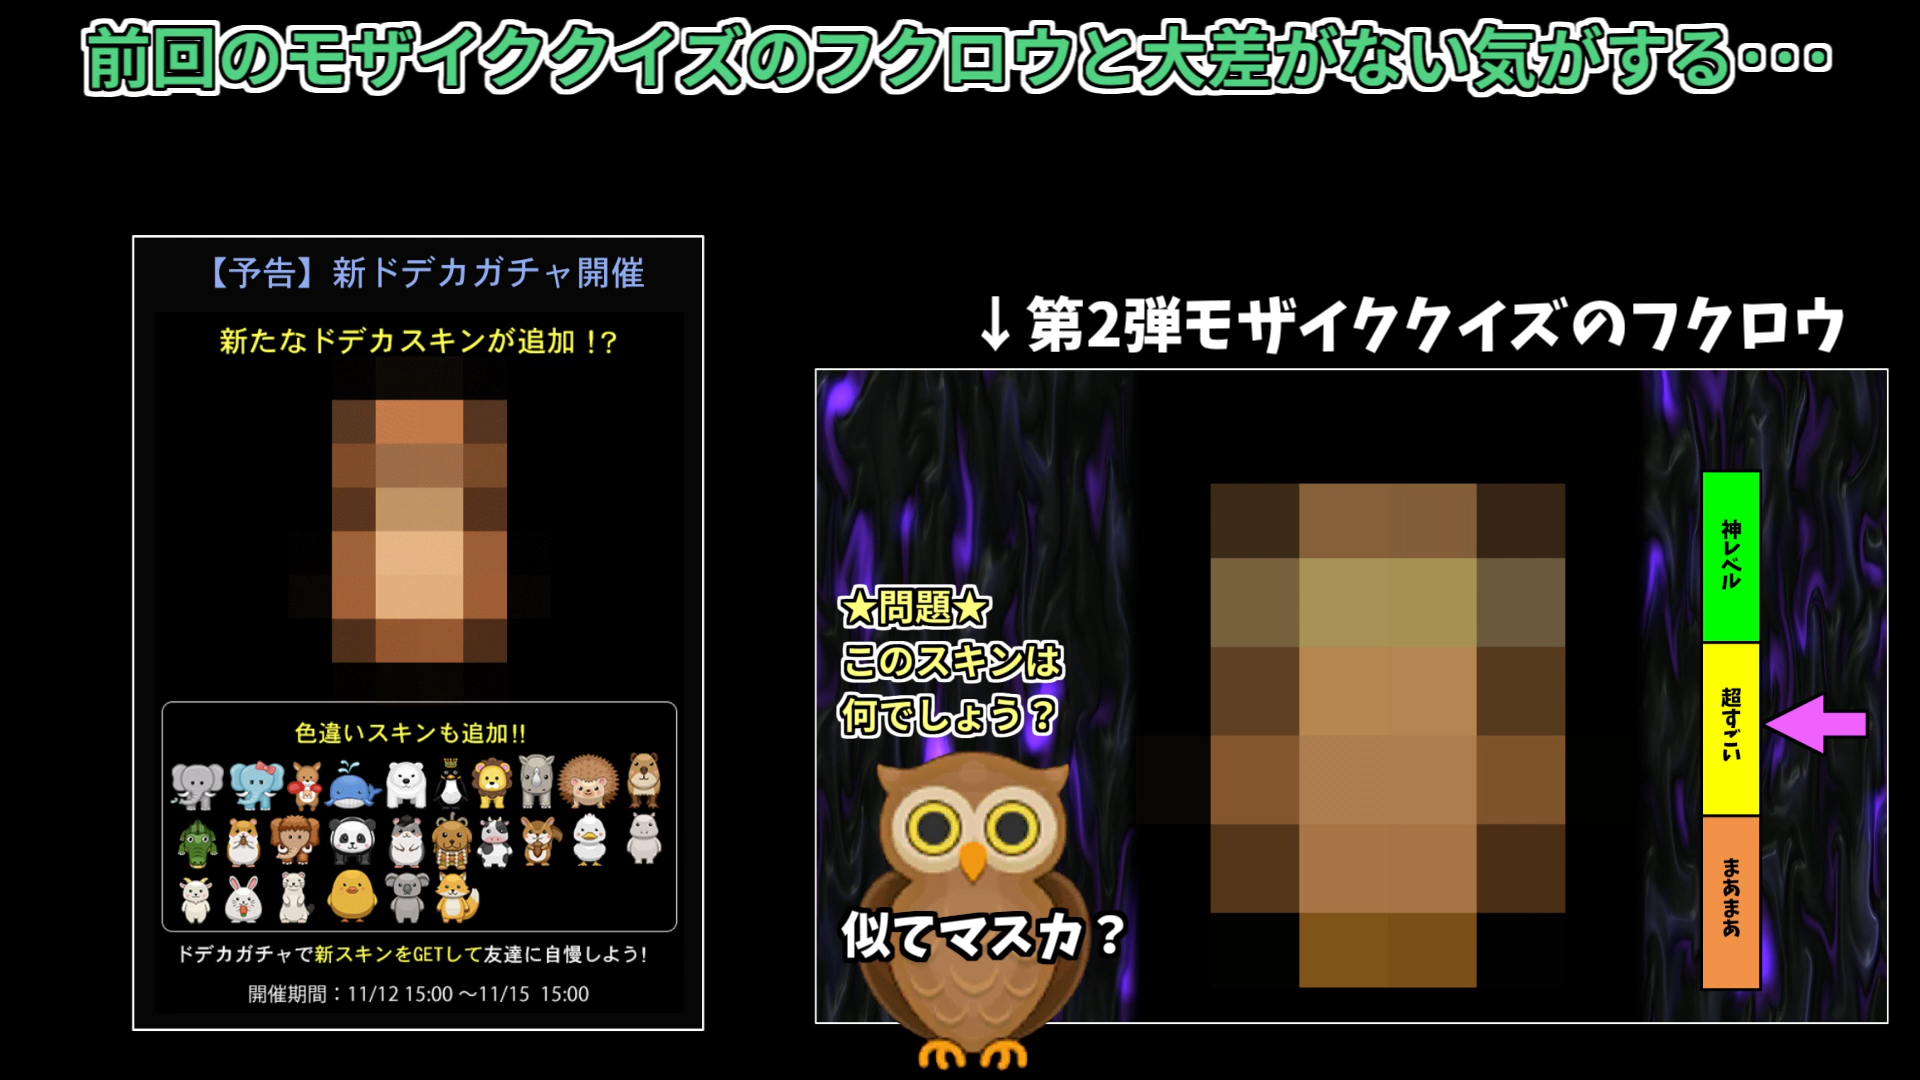 前回のモザイククイズのフクロウと大差がない気がする･･･
【予告】新ドデカガチャ開催
新たなドデカスキンが追加！？
色違いスキンも追加!!
ドデカガチャで新スキンをGETして友達に自慢しよう！
開催期間：11/12 15:00 ～11/15 15:00
↓第2弾モザイククイズのフクロウ
★問題★
このスキンは
何でしょう？
似てマスカ？
神レベル
超すごい
まあまあ